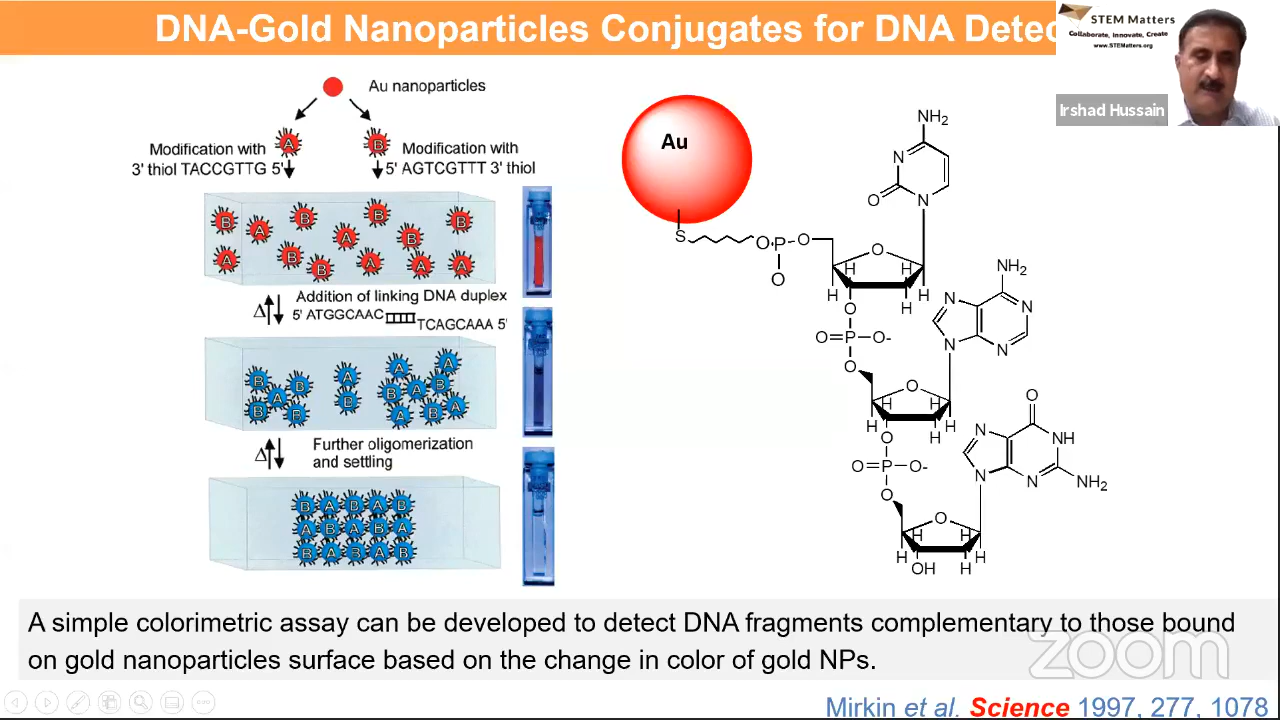 DNA-Gold Nanoparticles Conjugates for DNA Detec
STEM Matters
Collaborate, Innovate, Create
www.STEMatters.org
Irshad Hussain
Au nanoparticles
A
B
Modification with
3' thiol TACCGTTG 5'
Modification with
5' AGTCGTTT 3' thiol
B A B A B A B B
A B B A A A
Δ
Addition of linking DNA duplex
5' ATGGCAAC
TCAGCAAA 5'
B A B B B
A B
A B A B A B A A
Δ
Further oligomerization
and settling
B A B A B
A B A B A
B A B A B
Au
S
O P O
O
NH2
N
O N
O
H H
H H
H
O
O=P-O-
O
NH2
N N
N N
O
H H
H H
H
O
O=P-O-
O
O
N NH
N N NH2
O
H H
H H
OH H
A simple colorimetric assay can be developed to detect DNA fragments complementary to those bound
on gold nanoparticles surface based on the change in color of gold NPs.
zoom
Mirkin et al. Science 1997, 277, 1078